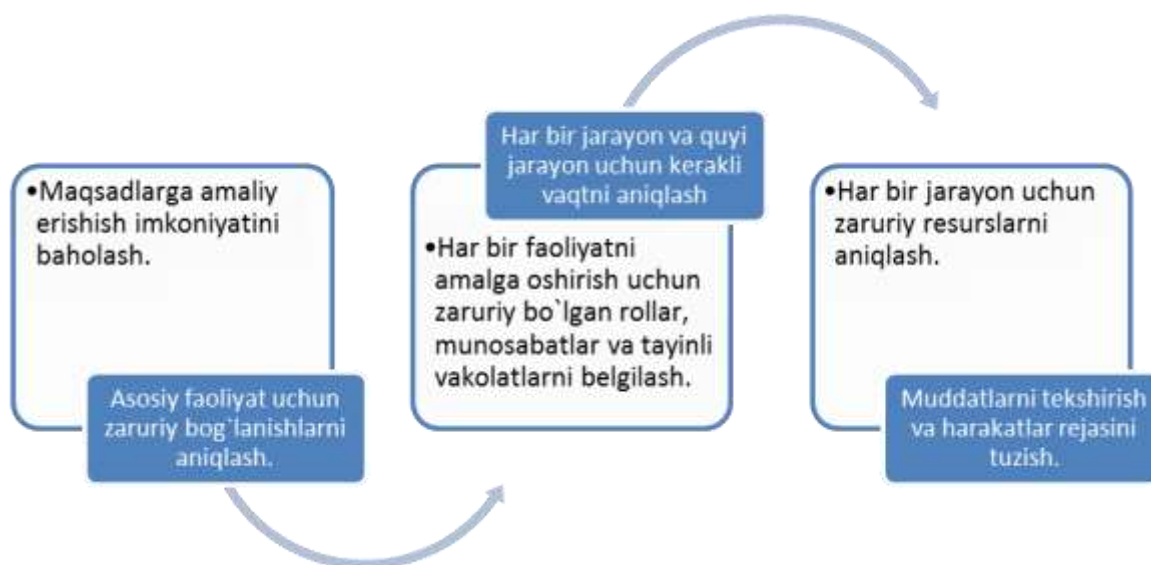 •Maqsadlarga amaliy
erishish imkoniyatini
baholash.
Asosiy faoliyat uchun
zaruriy bog`lanishlarni
aniqlash.
Har bir jarayon va quyi
jarayon uchun kerakli
vaqtni aniqlash
•Har bir faoliyatni
amalga oshirish uchun
zaruriy bo`lgan rollar,
munosabatlar va tayinli
vakolatlarni belgilash.
•Har bir jarayon uchun
zaruriy resurslarni
aniqlash.
Muddatlarni tekshirish
va harakatlar rejasini
tuzish.